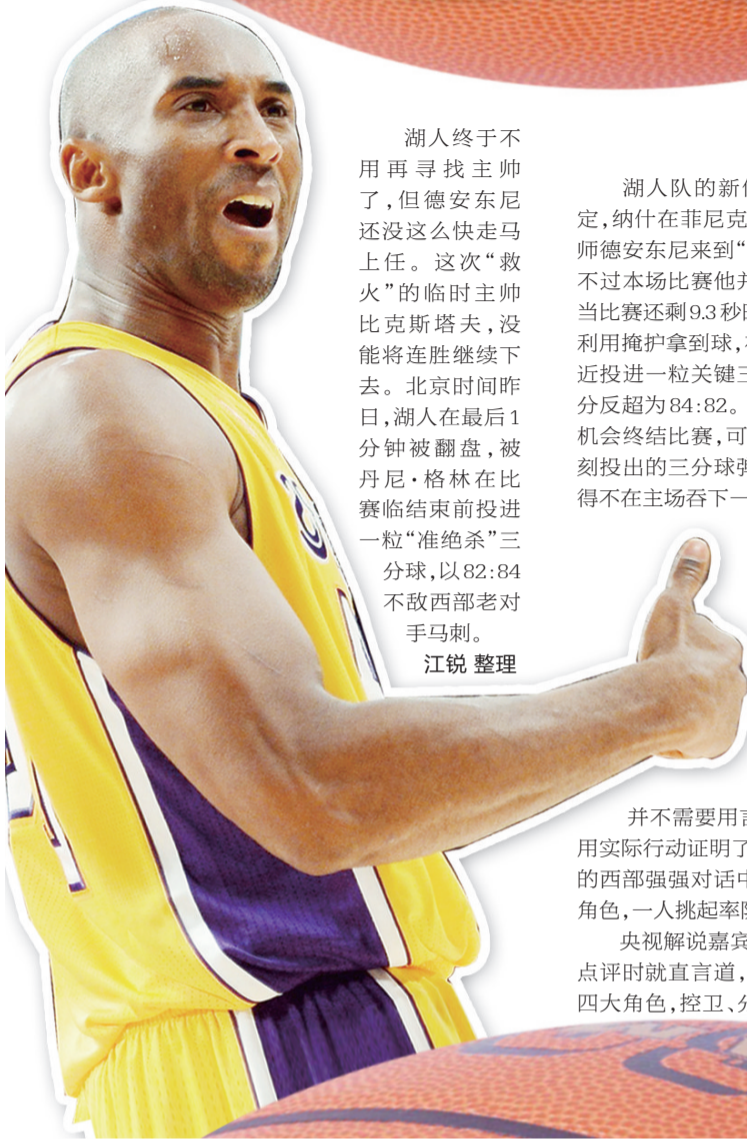 湖人终于不
用再寻找主帅
了,但德安东尼
还没这么快走马
上任。这次“救
火”的临时主帅
比克斯塔夫,没
能将连胜继续下
去。北京时间昨
日,湖人在最后1
分钟被翻盘,被
丹尼·格林在比
赛临结束前投进
一粒“准绝杀”三
分球,以82:84
不敌西部老对
手马刺。
江锐 整理
湖人队的新
定,纳什在菲尼克
师德安东尼来到“
不过本场比赛他并
当比赛还剩9.3秒
利用掩护拿到球,
近投进一粒关键三
分反超为84:82。
机会终结比赛,可
刻投出的三分球弹
得不在主场吞下一
并不需要用言
用实际行动证明了
的西部强强对话中
角色,一人挑起率队
央视解说嘉宾
点评时就直言道,
四大角色,控卫、分